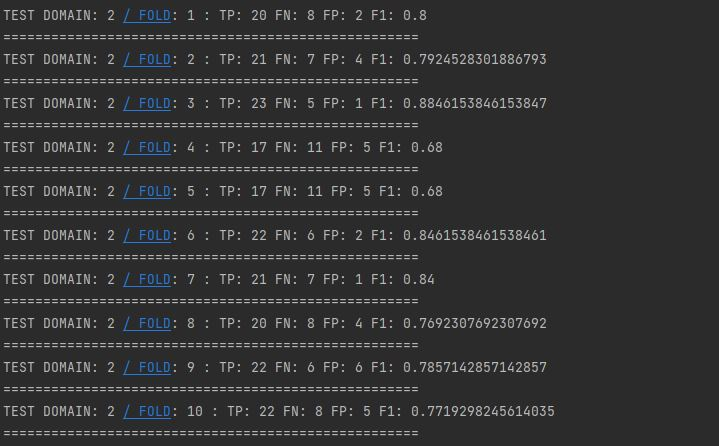 TEST DOMAIN: 2 / FOLD: 1 : TP: 20 FN: 8 FP: 2 F1: 0.8
====================================================
TEST DOMAIN: 2 / FOLD: 2 : TP: 21 FN: 7 FP: 4 F1: 0.7924528301886793
====================================================
TEST DOMAIN: 2 / FOLD: 3 : TP: 23 FN: 5 FP: 1 F1: 0.8846153846153847
====================================================
TEST DOMAIN: 2 / FOLD: 4 : TP: 17 FN: 11 FP: 5 F1: 0.68
====================================================
TEST DOMAIN: 2 / FOLD: 5 : TP: 17 FN: 11 FP: 5 F1: 0.68
====================================================
TEST DOMAIN: 2 / FOLD: 6 : TP: 22 FN: 6 FP: 2 F1: 0.8461538461538461
====================================================
TEST DOMAIN: 2 / FOLD: 7 : TP: 21 FN: 7 FP: 1 F1: 0.84
====================================================
TEST DOMAIN: 2 / FOLD: 8 : TP: 20 FN: 8 FP: 4 F1: 0.7692307692307692
====================================================
TEST DOMAIN: 2 / FOLD: 9 : TP: 22 FN: 6 FP: 6 F1: 0.7857142857142857
====================================================
TEST DOMAIN: 2 / FOLD: 10 : TP: 22 FN: 8 FP: 5 F1: 0.7719298245614035
====================================================